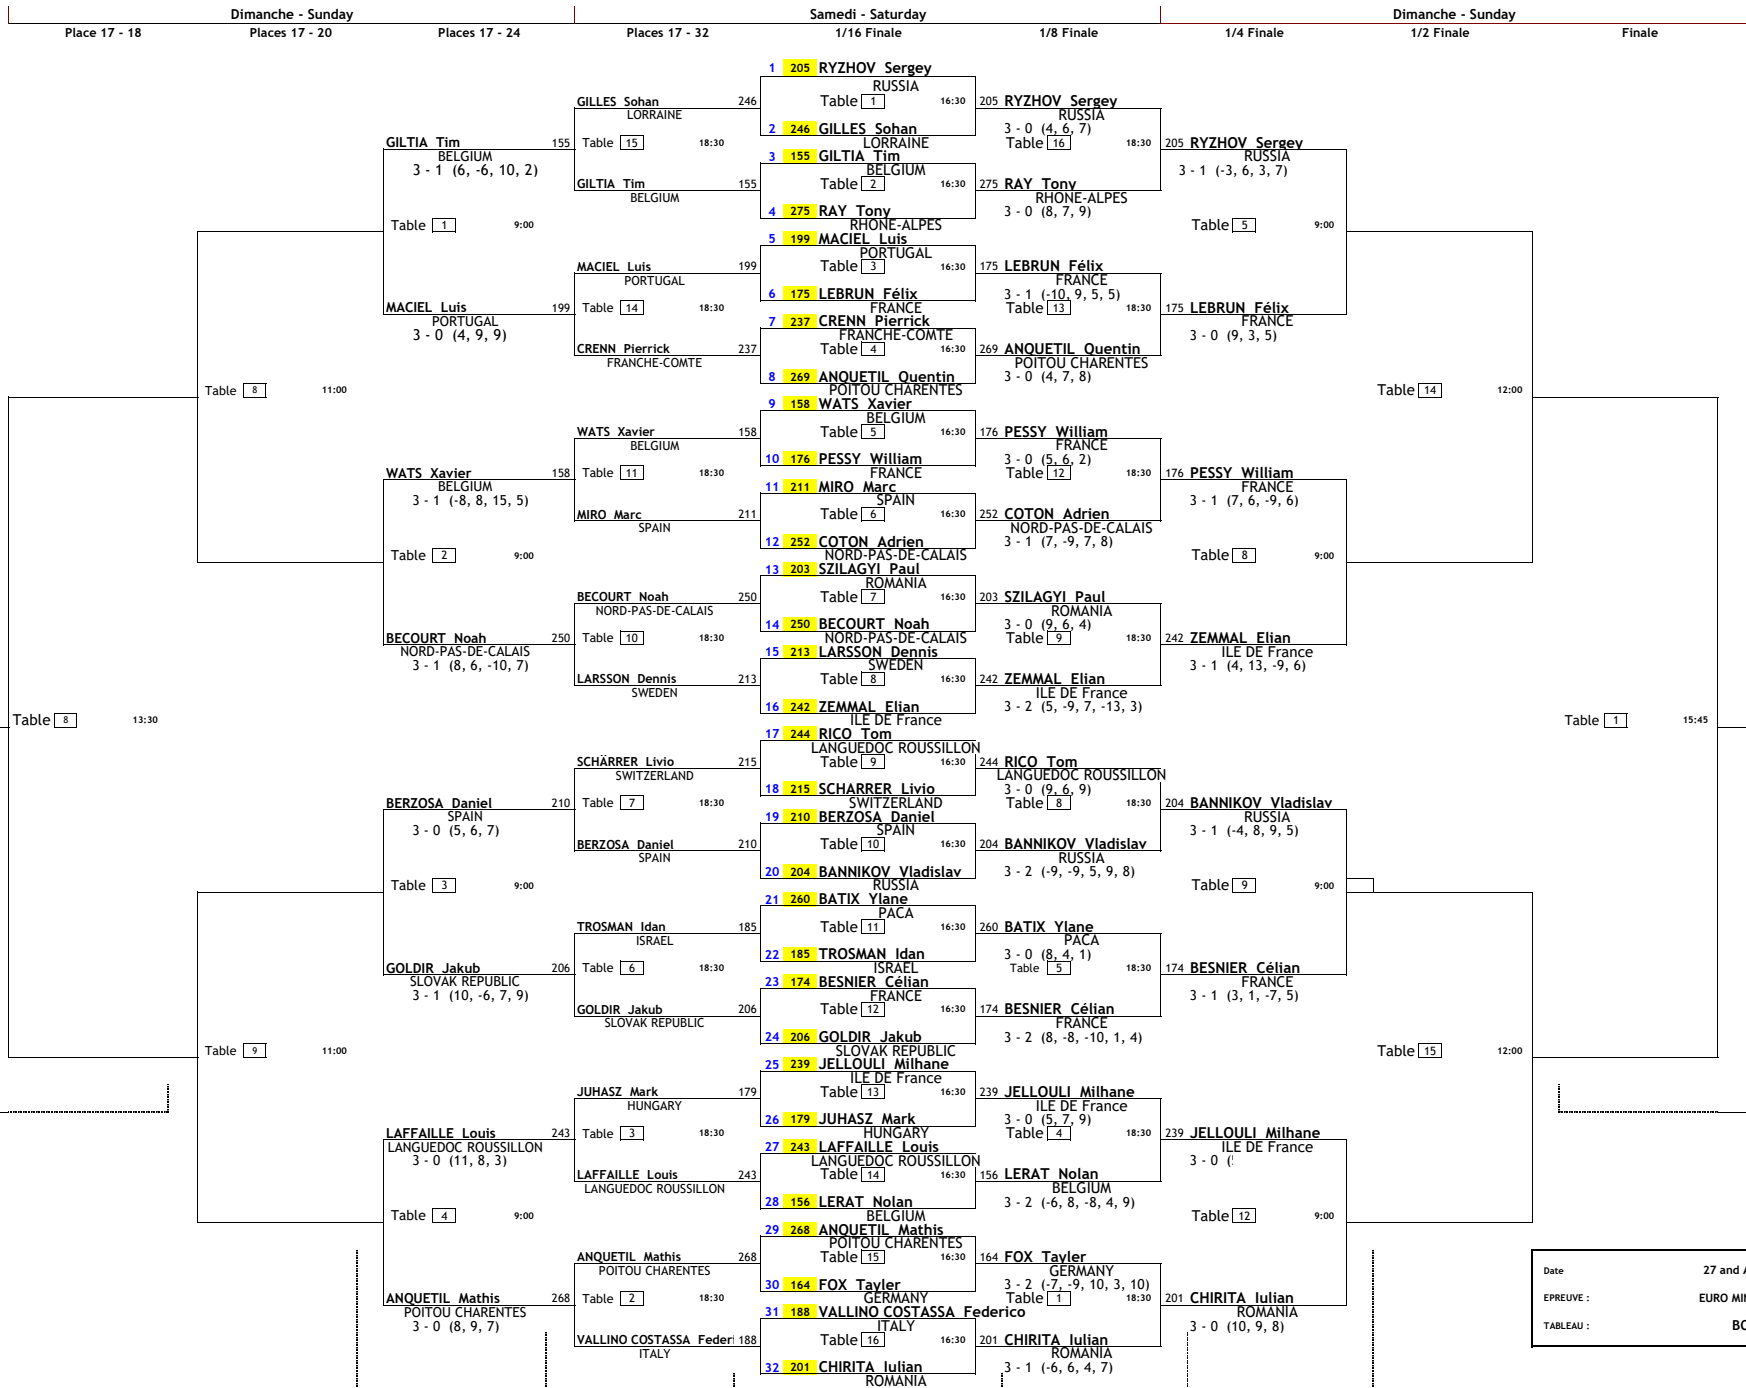 Dimanche - Sunday Samedi - Saturday Dimanche - Sunday
Place 17 - 18 Places 17 - 20 Places 17 - 24 Places 17 - 32 1/16 Finale 1/8 Finale 1/4 Finale 1/2 Finale Finale
1 205 RYZHOV Sergey
RUSSIA
GILLES Sohan 246 Table 1 16:30 205 RYZHOV Sergey
LORRAINE RUSSIA
2 246 GILLES Sohan 3 - 0 (4, 6, 7)
GILTIA Tim 155 Table 15 18:30 LORRAINE Table 16 18:30 205 RYZHOV Sergey
BELGIUM 3 155 GILTIA Tim RUSSIA
3 - 1 (6, -6, 10, 2) BELGIUM 3 - 1 (-3, 6, 3, 7)
GILTIA Tim 155 Table 2 16:30 275 RAY Tony
BELGIUM RHONE-ALPES
4 275 RAY Tony 3 - 0 (8, 7, 9)
Table 1 9:00 RHONE-ALPES Table 5 9:00
5 199 MACIEL Luis
PORTUGAL
MACIEL Luis 199 Table 3 16:30 175 LEBRUN Félix
PORTUGAL FRANCE
6 175 LEBRUN Félix 3 - 1 (-10, 9, 5, 5)
MACIEL Luis 199 Table 14 18:30 FRANCE Table 13 18:30 175 LEBRUN Félix
PORTUGAL 7 237 CRENN Pierrick FRANCE
3 - 0 (4, 9, 9) FRANCHE-COMTE 3 - 0 (9, 3, 5)
CRENN Pierrick 237 Table 4 16:30 269 ANQUETIL Quentin
FRANCHE-COMTE POITOU CHARENTES
8 269 ANQUETIL Quentin 3 - 0 (4, 7, 8)
Table 8 11:00 POITOU CHARENTES Table 14 12:00
9 158 WATS Xavier
BELGIUM
WATS Xavier 158 Table 5 16:30 176 PESSY William
BELGIUM FRANCE
10 176 PESSY William 3 - 0 (5, 6, 2)
WATS Xavier 158 Table 11 18:30 FRANCE Table 12 18:30 176 PESSY William
BELGIUM 11 211 MIRO Marc FRANCE
3 - 1 (-8, 8, 15, 5) SPAIN 3 - 1 (7, 6, -9, 6)
MIRO Marc 211 Table 6 16:30 252 COTON Adrien
SPAIN NORD-PAS-DE-CALAIS
12 252 COTON Adrien 3 - 1 (7, -9, 7, 8)
Table 2 9:00 NORD-PAS-DE-CALAIS Table 8 9:00
13 203 SZILAGYI Paul
ROMANIA
BECOURT Noah 250 Table 7 16:30 203 SZILAGYI Paul
NORD-PAS-DE-CALAIS ROMANIA
14 250 BECOURT Noah 3 - 0 (9, 6, 4)
BECOURT Noah 250 Table 10 18:30 NORD-PAS-DE-CALAIS Table 9 18:30 242 ZEMMAL Elian
NORD-PAS-DE-CALAIS 15 213 LARSSON Dennis ILE DE France
3 - 1 (8, 6, -10, 7) SWEDEN 3 - 1 (4, 13, -9, 6)
LARSSON Dennis 213 Table 8 16:30 242 ZEMMAL Elian
SWEDEN ILE DE France
16 242 ZEMMAL Elian 3 - 2 (5, -9, 7, -13, 3)
Table 8 13:30 ILE DE France Table 1 15:45
17 244 RICO Tom
LANGUEDOC ROUSSILLON
SCHÄRRER Livio 215 Table 9 16:30 244 RICO Tom
SWITZERLAND LANGUEDOC ROUSSILLON
18 215 SCHÄRRER Livio 3 - 0 (9, 6, 9)
BERZOSA Daniel 210 Table 7 18:30 SWITZERLAND Table 8 18:30 204 BANNIKOV Vladislav
SPAIN 19 210 BERZOSA Daniel RUSSIA
3 - 0 (5, 6, 7) SPAIN 3 - 1 (-4, 8, 9, 5)
BERZOSA Daniel 210 Table 10 16:30 204 BANNIKOV Vladislav
SPAIN RUSSIA
20 204 BANNIKOV Vladislav 3 - 2 (-9, -9, 5, 9, 8)
Table 3 9:00 RUSSIA Table 9 9:00
21 260 BATIX Ylane
PACA
TROSMAN Idan 185 Table 11 16:30 260 BATIX Ylane
ISRAEL PACA
22 185 TROSMAN Idan 3 - 0 (8, 4, 1)
GOLDIR Jakub 206 Table 6 18:30 ISRAEL Table 5 18:30 174 BESNIER Célian
SLOVAK REPUBLIC 23 174 BESNIER Célian FRANCE
3 - 1 (10, -6, 7, 9) FRANCE 3 - 1 (3, 1, -7, 5)
GOLDIR Jakub 206 Table 12 16:30 174 BESNIER Célian
SLOVAK REPUBLIC FRANCE
24 206 GOLDIR Jakub 3 - 2 (8, -8, -10, 1, 4)
Table 9 11:00 SLOVAK REPUBLIC Table 15 12:00
25 239 JELLOULI Milhane
ILE DE France
JUHASZ Mark 179 Table 13 16:30 239 JELLOULI Milhane
HUNGARY ILE DE France
26 179 JUHASZ Mark 3 - 0 (5, 7, 9)
LAFFAILLE Louis 243 Table 3 18:30 HUNGARY Table 4 18:30 239 JELLOULI Milhane
LANGUEDOC ROUSSILLON 27 243 LAFFAILLE Louis ILE DE France
3 - 0 (11, 8, 3) LANGUEDOC ROUSSILLON 3 - 0 (
LAFFAILLE Louis 243 Table 14 16:30 156 LERAT Nolan
LANGUEDOC ROUSSILLON BELGIUM
28 156 LERAT Nolan 3 - 2 (-6, 8, -8, 4, 9)
Table 4 9:00 BELGIUM Table 12 9:00
29 268 ANQUETIL Mathis
POITOU CHARENTES
ANQUETIL Mathis 268 Table 15 16:30 164 FOX Tayler
POITOU CHARENTES GERMANY Date 27 and
30 164 FOX Tayler 3 - 2 (-7, -9, 10, 3, 10)
ANQUETIL Mathis 268 Table 2 18:30 GERMANY Table 1 18:30 201 CHIRITA Iulian EPREUVE : EURO
POITOU CHARENTES 31 188 VALLINO COSTASSA Federico ROMANIA
3 - 0 (8, 9, 7) ITALY 3 - 0 (10, 9, 8) TABLEAU :
VALLINO COSTASSA Federi 188 Table 16 16:30 201 CHIRITA Iulian
ITALY ROMANIA
32 201 CHIRITA Iulian 3 - 1 (-6, 6, 4, 7)
ROMANIA